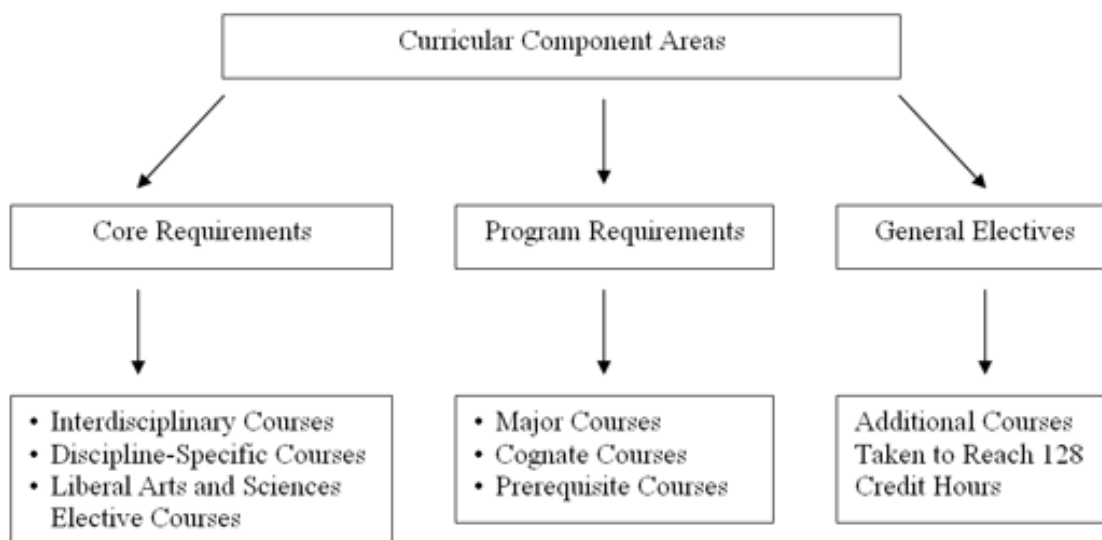 Curricular Component Areas
Core Requirements
Program Requirements
General Electives
• Interdisciplinary Courses
• Discipline-Specific Courses
• Liberal Arts and Sciences
Elective Courses
• Major Courses
• Cognate Courses
• Prerequisite Courses
Additional Courses
Taken to Reach 128
Credit Hours